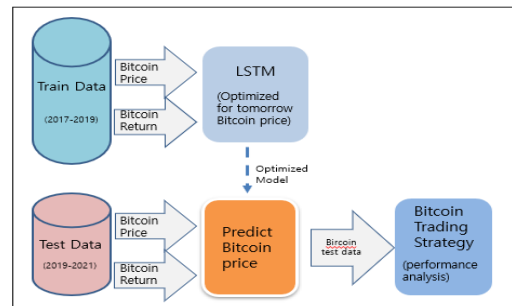 Train Data
(2017-2019)
Bitcoin
Price
Bitcoin
Return
LSTM
(Optimized
for tomorrow
Bitcoin price)
Optimized
Model
Test Data
(2019-2021)
Bitcoin
Price
Bitcoin
Return
Predict
Bitcoin
price
Bircoin
test data
Bitcoin
Trading
Strategy
(performance
analysis)